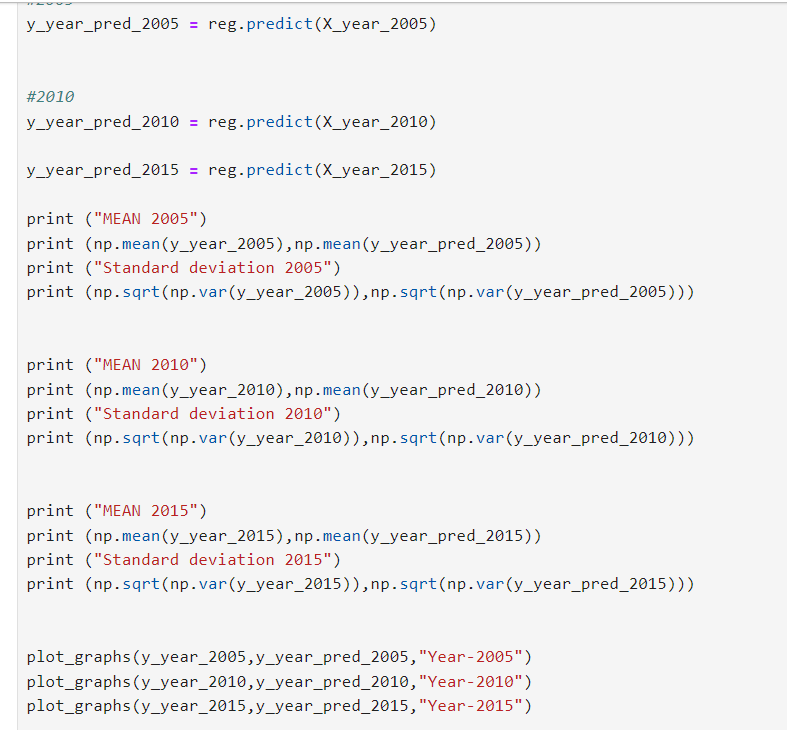 y_year_pred_2005 = reg.predict(X_year_2005)
#2010
y_year_pred_2010 = reg.predict(X_year_2010)
y_year_pred_2015 = reg.predict(X_year_2015)
print ("MEAN 2005")
print (np.mean(y_year_2005),np.mean(y_year_pred_2005))
print ("Standard deviation 2005")
print (np.sqrt(np.var(y_year_2005)),np.sqrt(np.var(y_year_pred_2005)))
print ("MEAN 2010")
print (np.mean(y_year_2010),np.mean(y_year_pred_2010))
print ("Standard deviation 2010")
print (np.sqrt(np.var(y_year_2010)),np.sqrt(np.var(y_year_pred_2010)))
print ("MEAN 2015")
print (np.mean(y_year_2015),np.mean(y_year_pred_2015))
print ("Standard deviation 2015")
print (np.sqrt(np.var(y_year_2015)),np.sqrt(np.var(y_year_pred_2015)))
plot_graphs(y_year_2005,y_year_pred_2005,"Year-2005")
plot_graphs(y_year_2010,y_year_pred_2010,"Year-2010")
plot_graphs(y_year_2015,y_year_pred_2015,"Year-2015")